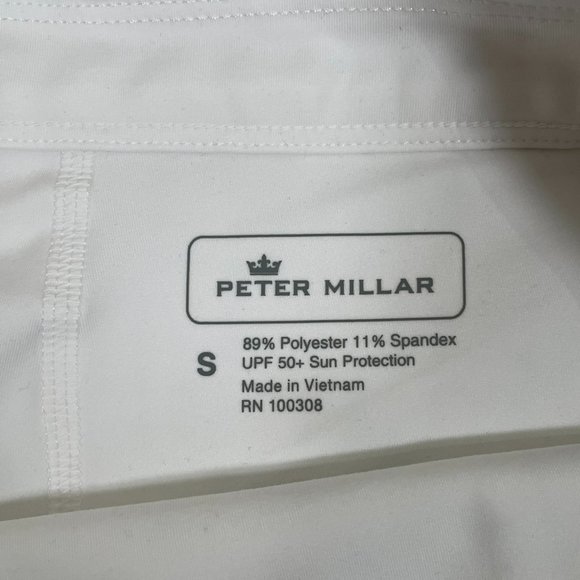 PETER MILLAR
S
89% Polyester 11% Spandex
UPF 50+ Sun Protection
Made in Vietnam
RN 100308